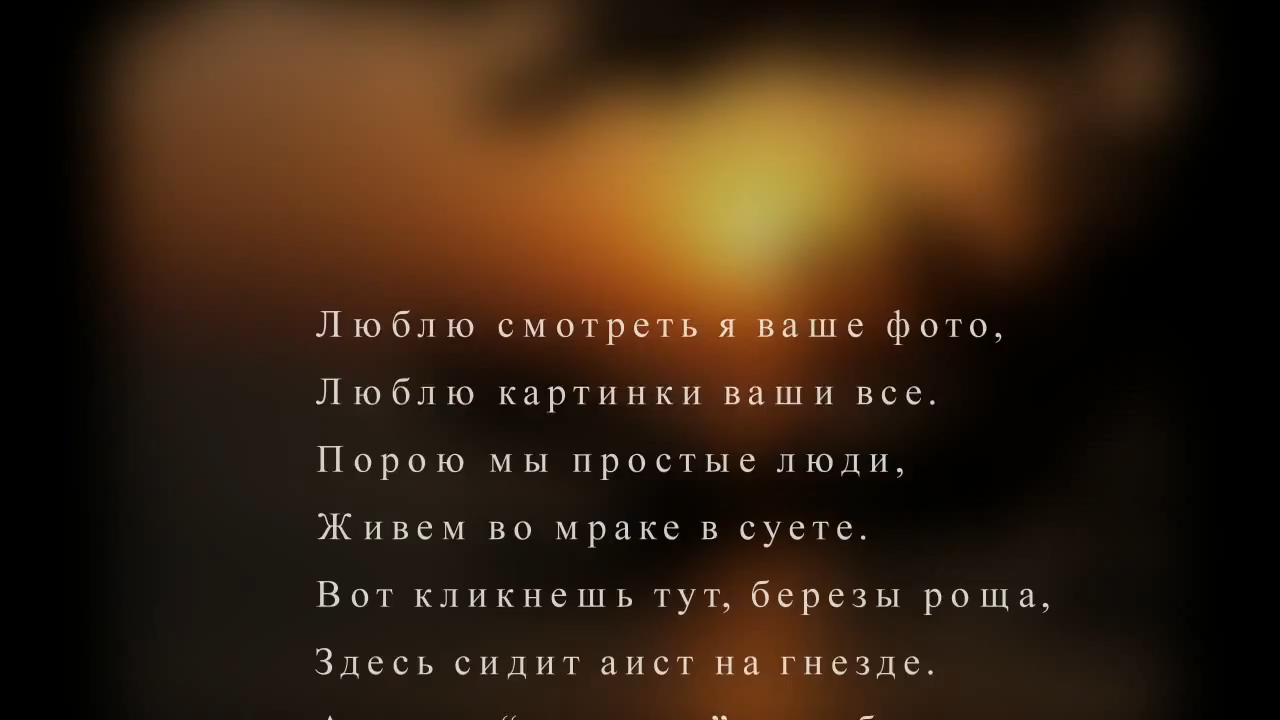 Люблю смотреть я ваше фото,
Люблю картинки ваши все.
Порою мы простые люди,
Живем во мраке в суете.
Вот кликнешь тут, березы роща,
Здесь сидит аист на гнезде.